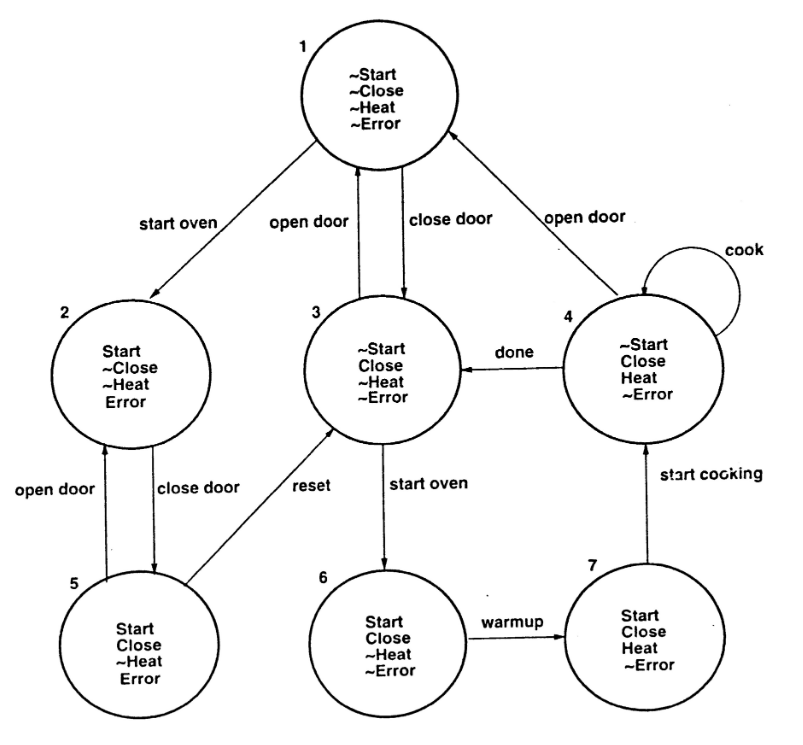 1
~Start
~Close
~Heat
~Error
start oven
open door
close door
open door
cook
2
Start
~Close
~Heat
Error
3
~Start
Close
~Heat
~Error
done
4
~Start
Close
Heat
~Error
open door
close door
reset
start oven
start cooking
5
Start
Close
~Heat
Error
6
Start
Close
~Heat
~Error
warmup
7
Start
Close
Heat
~Error